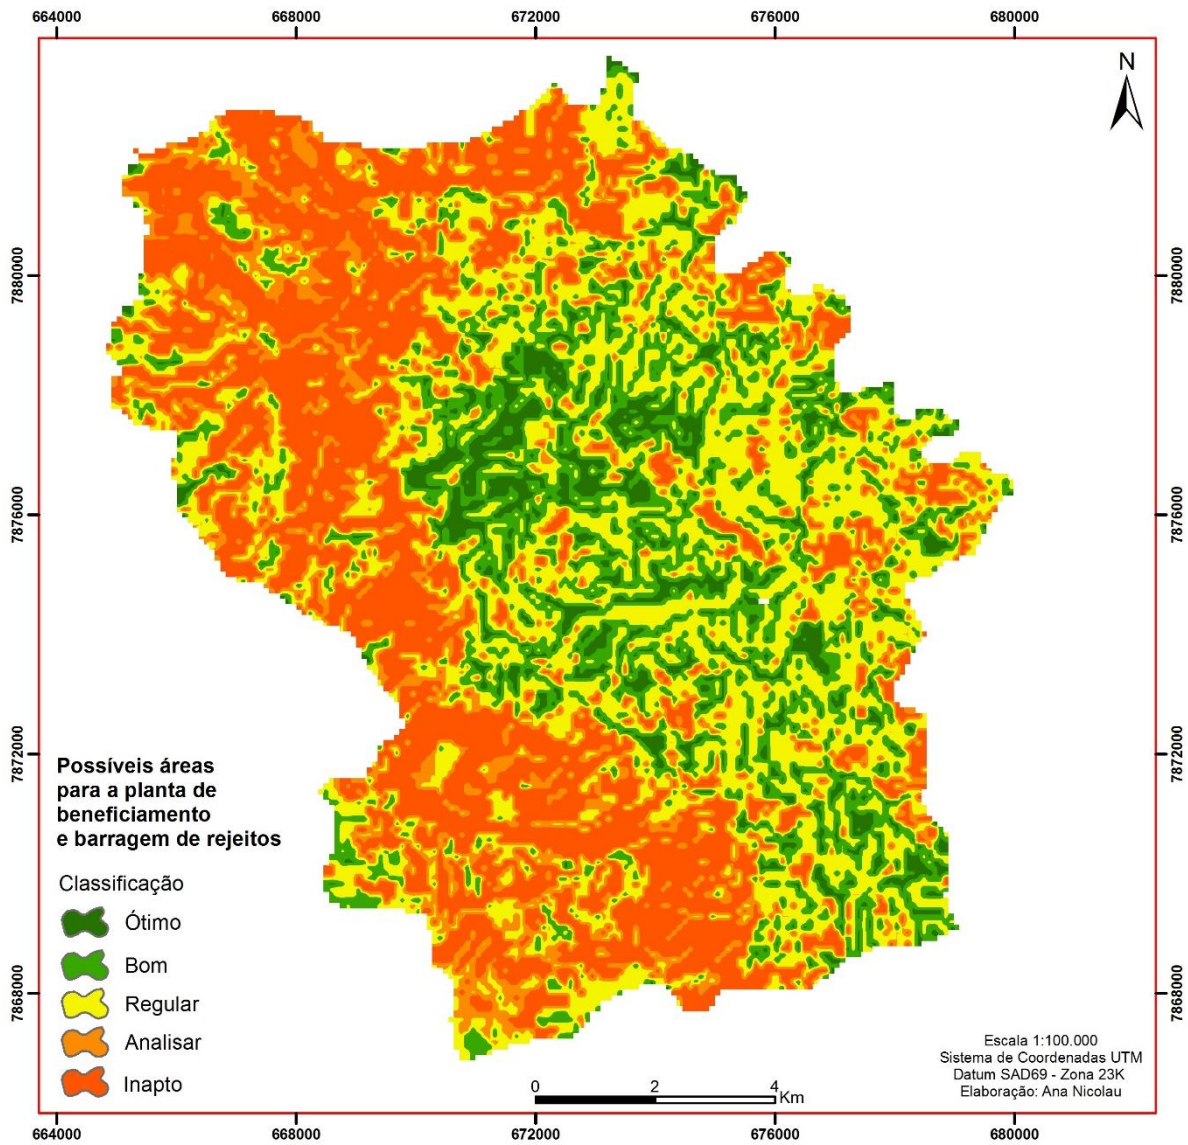 664000 668000 672000 676000 680000
N
7880000 7880000
7876000 7876000
7872000 7872000
Possíveis áreas
para a planta de
beneficiamento
e barragem de rejeitos
Classificação
Ótimo
Bom
Regular
Analisar
Inapto
7868000 7868000
Escala 1:100.000
Sistema de Coordenadas UTM
Datum SAD69 - Zona 23K
Elaboração: Ana Nicolau
0 2 4
Km
664000 668000 672000 676000 680000